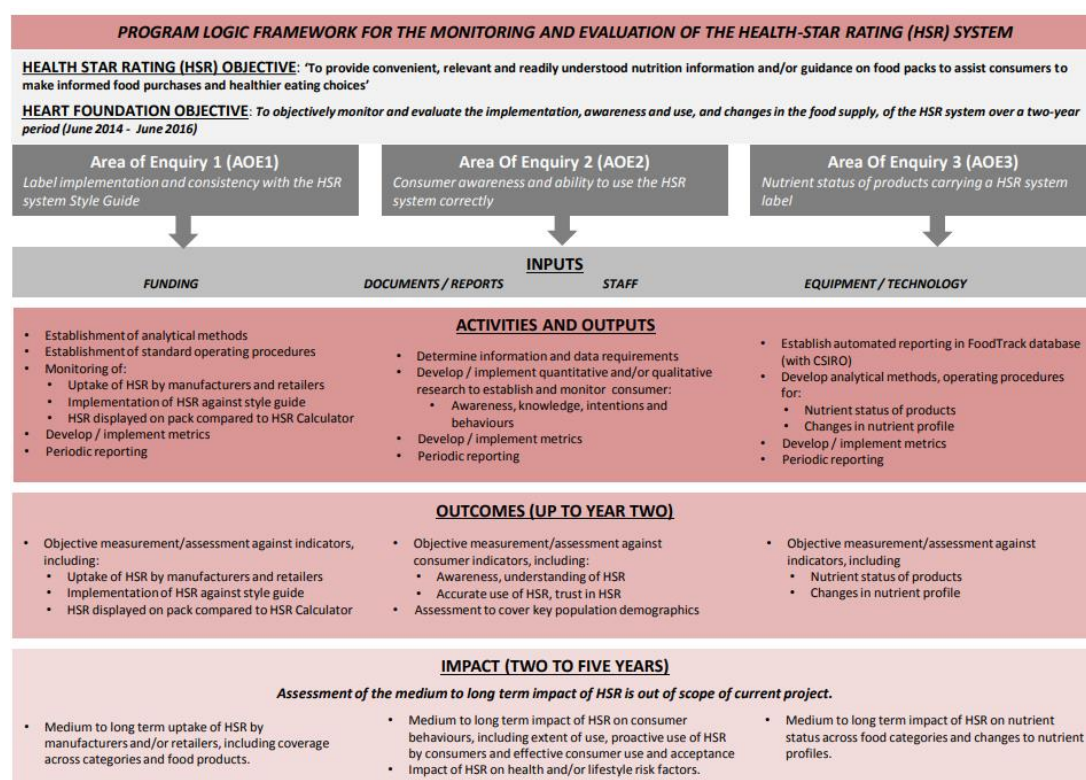 PROGRAM LOGIC FRAMEWORK FOR THE MONITORING AND EVALUATION OF THE HEALTH-STAR RATING (HSR) SYSTEM
HEALTH STAR RATING (HSR) OBJECTIVE: ‘To provide convenient, relevant and readily understood nutrition information and/or guidance on food packs to assist consumers to
make informed food purchases and healthier eating choices’
HEART FOUNDATION OBJECTIVE: To objectively monitor and evaluate the implementation, awareness and use, and changes in the food supply, of the HSR system over a two-year
period (June 2014 - June 2016)
Area of Enquiry 1 (AOE1)
Label implementation and consistency with the HSR
system Style Guide
Area Of Enquiry 2 (AOE2)
Consumer awareness and ability to use the HSR
system correctly
Area Of Enquiry 3 (AOE3)
Nutrient status of products carrying a HSR system
label
INPUTS
FUNDING DOCUMENTS / REPORTS STAFF EQUIPMENT / TECHNOLOGY
ACTIVITIES AND OUTPUTS
• Establishment of analytical methods
• Establishment of standard operating procedures
• Monitoring of:
• Uptake of HSR by manufacturers and retailers
• Implementation of HSR against style guide
• HSR displayed on pack compared to HSR Calculator
• Develop / implement metrics
• Periodic reporting
• Determine information and data requirements
• Develop / implement quantitative and/or qualitative
research to establish and monitor consumer:
• Awareness, knowledge, intentions and
behaviours
• Develop / implement metrics
• Periodic reporting
• Establish automated reporting in FoodTrack database
(with CSIRO)
• Develop analytical methods, operating procedures
for:
• Nutrient status of products
• Changes in nutrient profile
• Develop / implement metrics
• Periodic reporting
OUTCOMES (UP TO YEAR TWO)
• Objective measurement/assessment against indicators,
including:
• Uptake of HSR by manufacturers and retailers
• Implementation of HSR against style guide
• HSR displayed on pack compared to HSR Calculator
• Objective measurement/assessment against
consumer indicators, including:
• Awareness, understanding of HSR
• Accurate use of HSR, trust in HSR
• Assessment to cover key population demographics
• Objective measurement/assessment against
indicators, including
• Nutrient status of products
• Changes in nutrient profile
IMPACT (TWO TO FIVE YEARS)
Assessment of the medium to long term impact of HSR is out of scope of current project.
• Medium to long term uptake of HSR by
manufacturers and/or retailers, including coverage
across categories and food products.
• Medium to long term impact of HSR on consumer
behaviours, including extent of use, proactive use of HSR
by consumers and effective consumer use and acceptance
• Impact of HSR on health and/or lifestyle risk factors.
• Medium to long term impact of HSR on nutrient
status across food categories and changes to nutrient
profiles.